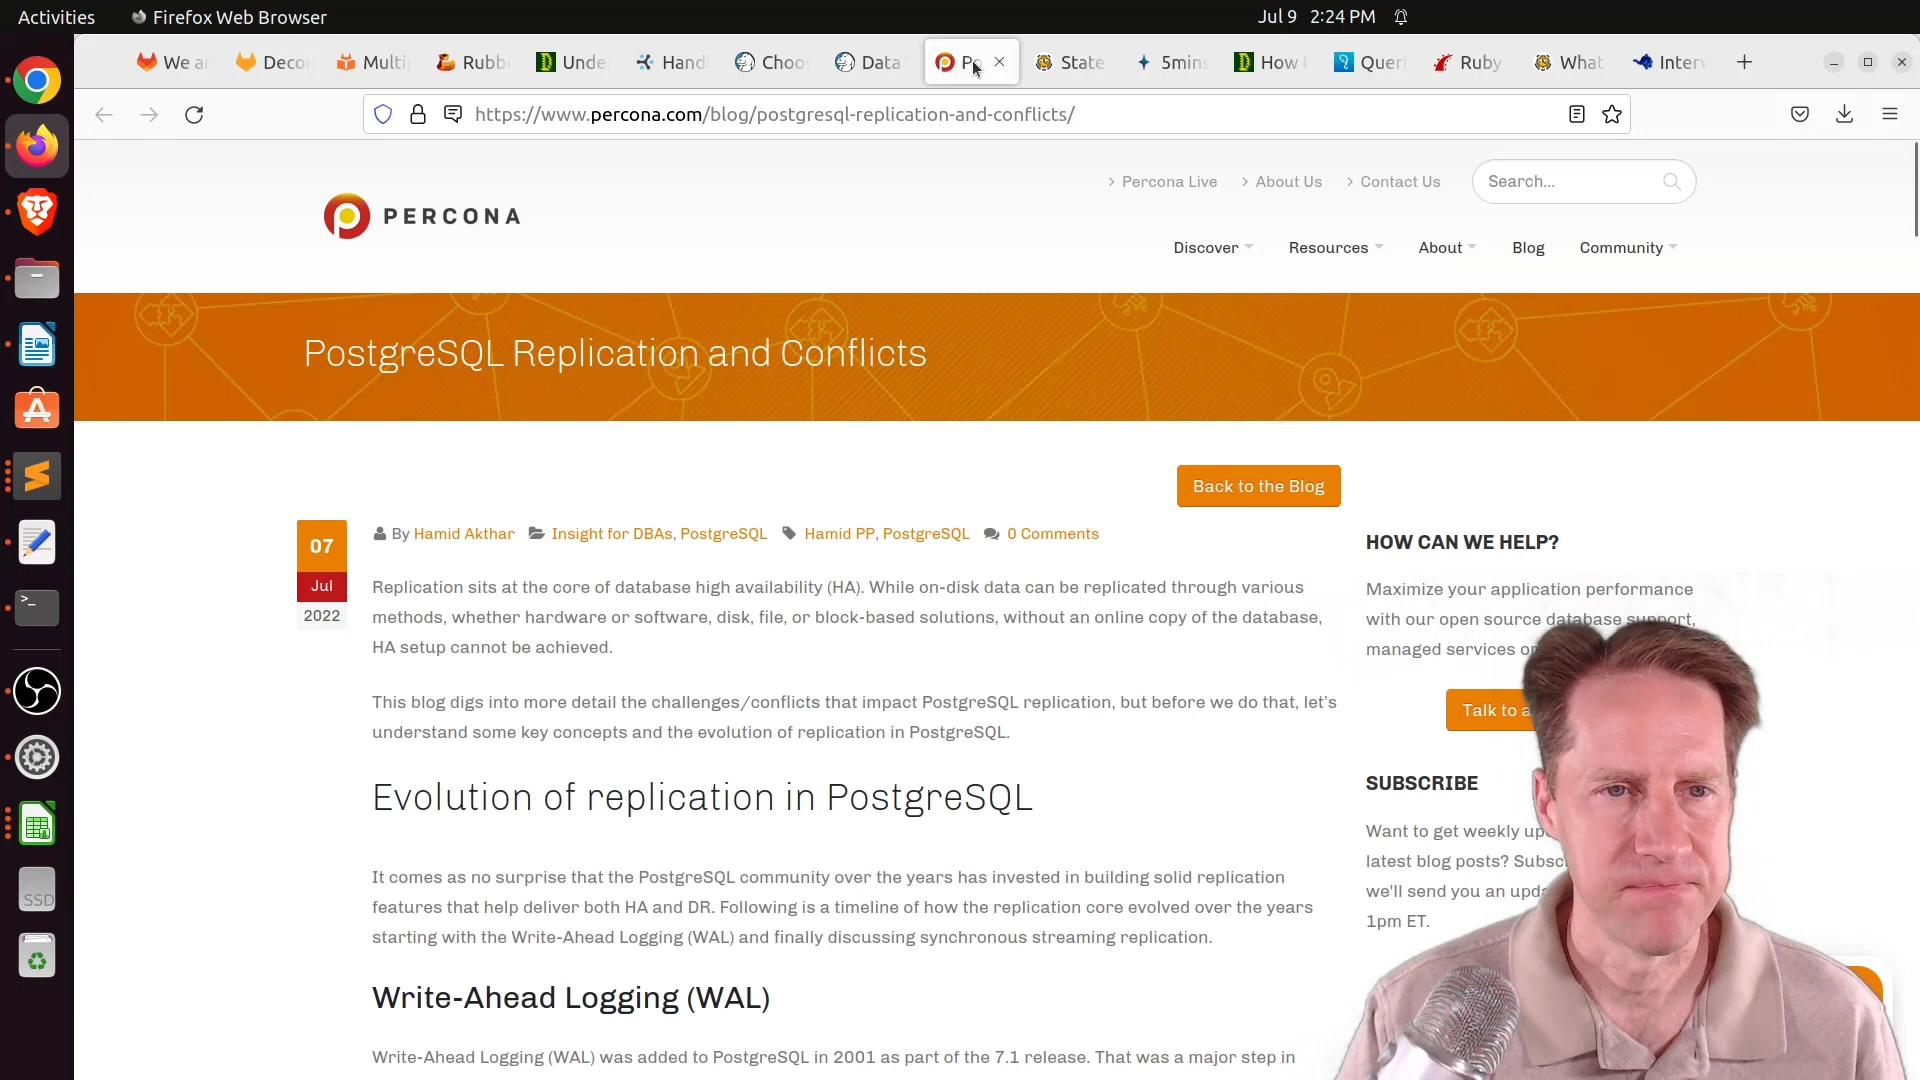 Activities
Firefox Web Browser
Jul 9 2:24 PM
We a
Deco
Multi
Rubb
Unde
Hand
Choo
Data
State
5mins
How
Queri
Ruby
What
Interv
https://www.percona.com/blog/postgresql-replication-and-conflicts/
Percona Live
About Us
Contact Us
Search...
PERCONA
Discover
Resources
About
Blog
Community
PostgreSQL Replication and Conflicts
Back to the Blog
07
Jul
2022
By Hamid Akthar Insight for DBAs, PostgreSQL Hamid PP, PostgreSQL 0 Comments
Replication sits at the core of database high availability (HA). While on-disk data can be replicated through various
methods, whether hardware or software, disk, file, or block-based solutions, without an online copy of the database,
HA setup cannot be achieved.
This blog digs into more detail the challenges/conflicts that impact PostgreSQL replication, but before we do that, let's
understand some key concepts and the evolution of replication in PostgreSQL.
Evolution of replication in PostgreSQL
It comes as no surprise that the PostgreSQL community over the years has invested in building solid replication
features that help deliver both HA and DR. Following is a timeline of how the replication core evolved over the years
starting with the Write-Ahead Logging (WAL) and finally discussing synchronous streaming replication.
Write-Ahead Logging (WAL)
Write-Ahead Logging (WAL) was added to PostgreSQL in 2001 as part of the 7.1 release. That was a major step in
HOW CAN WE HELP?
Maximize your application performance
with our open source database support,
managed services or
Talk to a
SUBSCRIBE
Want to get weekly up
latest blog posts? Subsc
we'll send you an upda
1pm ET.
SSD